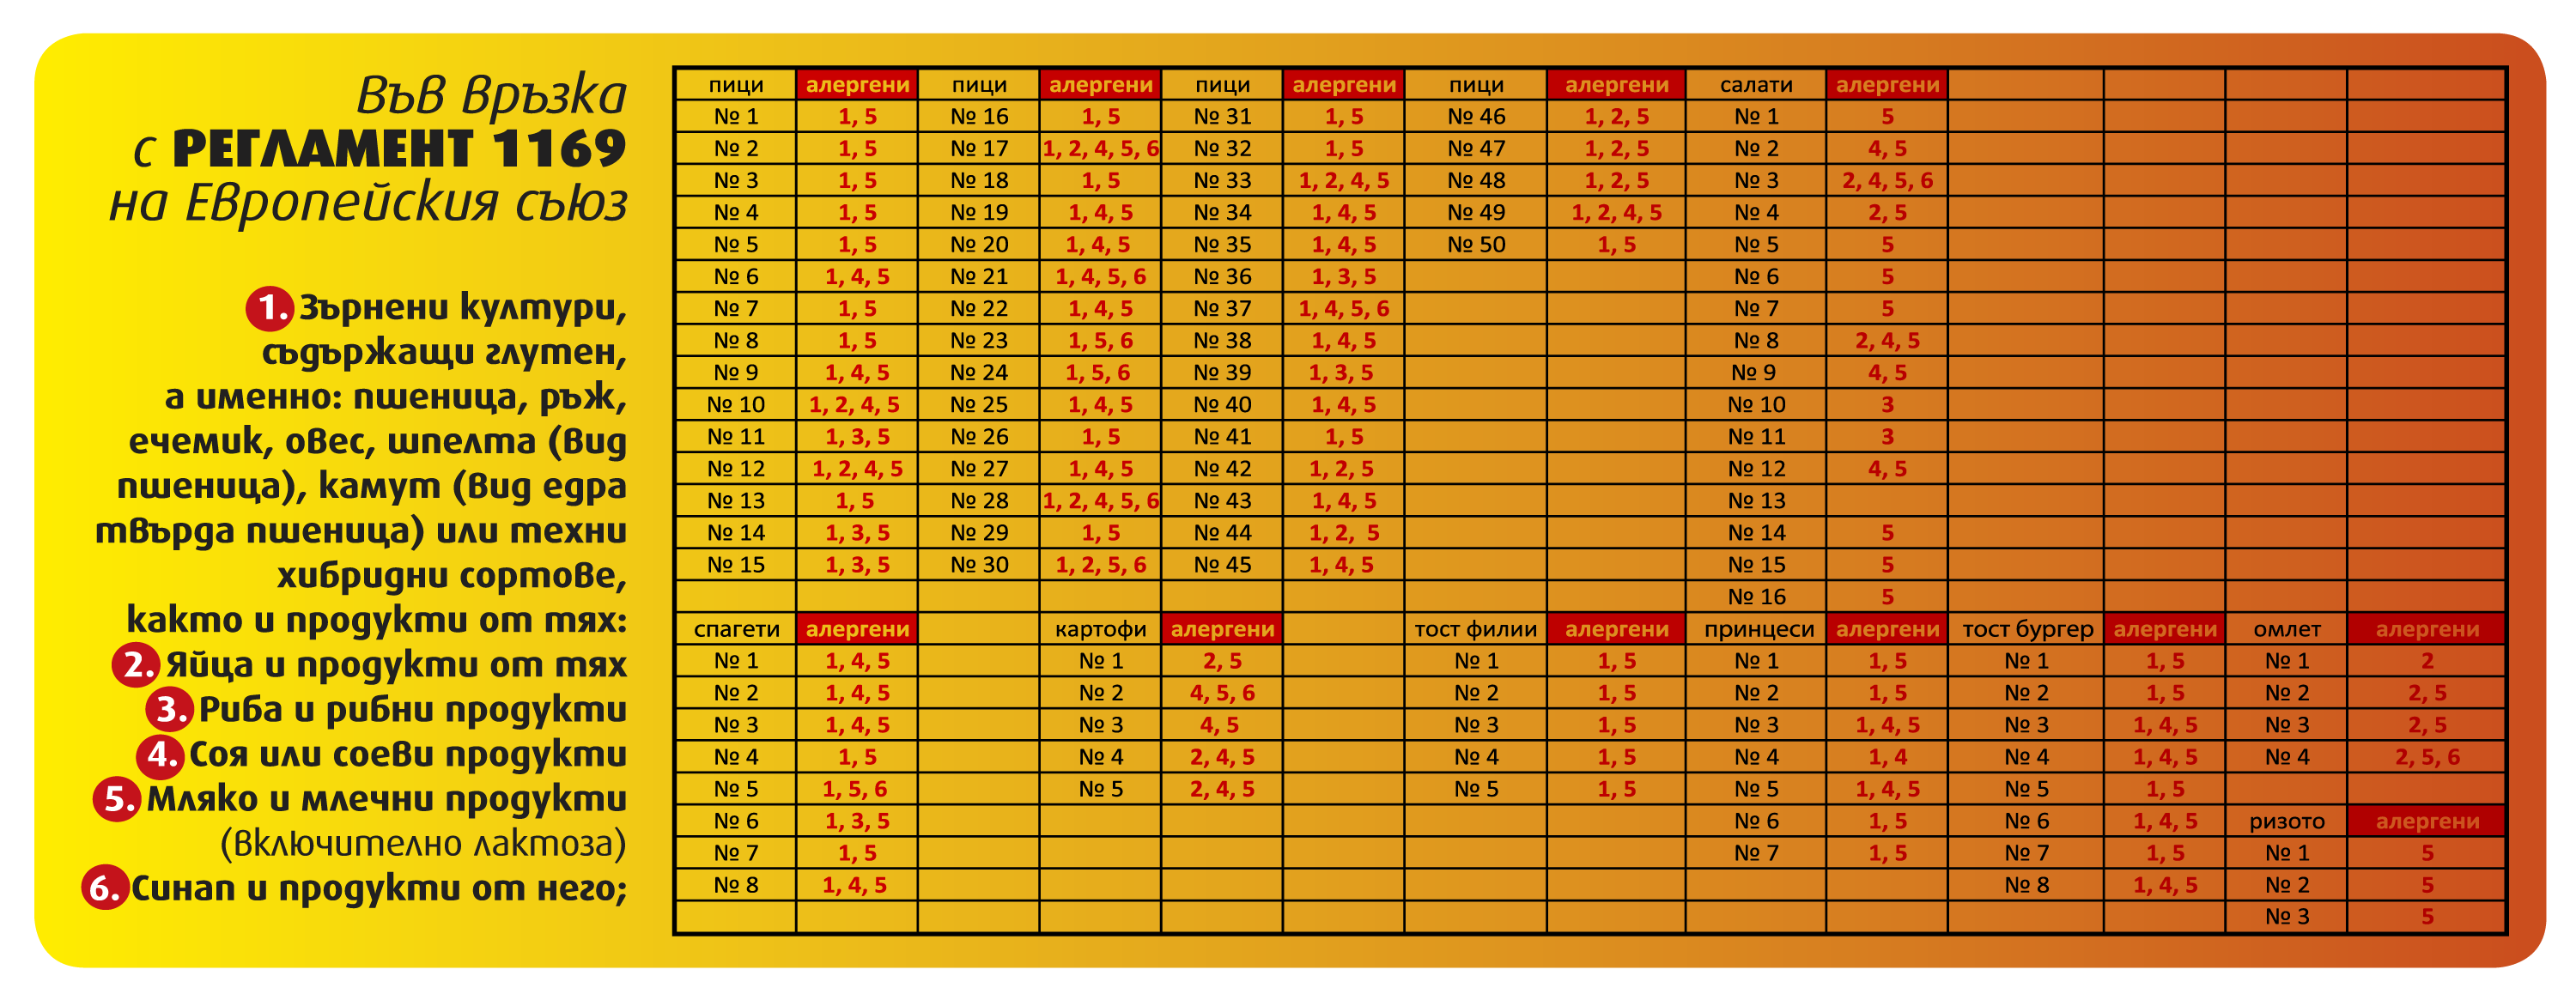 Във връзка
с РЕГЛАМЕНТ 1169
на Европейския съюз
1. Зърнени култури,
съдържащи глутен,
а именно: пшеница, ръж,
ечемик, овес, шпелта (вид
пшеница), камут (вид едра
твърда пшеница) или техни
хибридни сортове,
както и продукти от тях:
2. Яйца и продукти от тях
3. Риба и рибни продукти
4. Соя или соеви продукти
5. Мляко и млечни продукти
(включително лактоза)
6. Синап и продукти от него;
пици алергени пици алергени пици алергени пици алергени салати алергени
№ 1 1, 5 № 16 1, 5 № 31 1, 5 № 46 1, 2, 5 № 1 5
№ 2 1, 5 № 17 1, 2, 4, 5, 6 № 32 1, 5 № 47 1, 2, 5 № 2 4, 5
№ 3 1, 5 № 18 1, 5 № 33 1, 2, 4, 5 № 48 1, 2, 5 № 3 2, 4, 5, 6
№ 4 1, 5 № 19 1, 4, 5 № 34 1, 4, 5 № 49 1, 2, 4, 5 № 4 2, 5
№ 5 1, 5 № 20 1, 4, 5 № 35 1, 4, 5 № 50 1, 5 № 5 5
№ 6 1, 4, 5 № 21 1, 4, 5, 6 № 36 1, 3, 5 № 6 5
№ 7 1, 5 № 22 1, 4, 5 № 37 1, 4, 5, 6 № 7 5
№ 8 1, 5 № 23 1, 5, 6 № 38 1, 4, 5 № 8 2, 4, 5
№ 9 1, 4, 5 № 24 1, 5, 6 № 39 1, 3, 5 № 9 4, 5
№ 10 1, 2, 4, 5 № 25 1, 4, 5 № 40 1, 4, 5 № 10 3
№ 11 1, 3, 5 № 26 1, 5 № 41 1, 5 № 11 3
№ 12 1, 2, 4, 5 № 27 1, 4, 5 № 42 1, 2, 5 № 12 4, 5
№ 13 1, 5 № 28 1, 2, 4, 5, 6 № 43 1, 4, 5 № 13
№ 14 1, 3, 5 № 29 1, 5 № 44 1, 2, 5 № 14 5
№ 15 1, 3, 5 № 30 1, 2, 5, 6 № 45 1, 4, 5 № 15 5
№ 16 5
спагети алергени картофи алергени тост филии алергени принцеси алергени тост бургер алергени омлет алергени
№ 1 1, 4, 5 № 1 2, 5 № 1 1, 5 № 1 1, 5 № 1 1, 5 № 1 2
№ 2 1, 4, 5 № 2 4, 5, 6 № 2 1, 5 № 2 1, 5 № 2 1, 5 № 2 2, 5
№ 3 1, 4, 5 № 3 4, 5 № 3 1, 5 № 3 1, 4, 5 № 3 1, 4, 5 № 3 2, 5
№ 4 1, 5 № 4 2, 4, 5 № 4 1, 5 № 4 1, 4 № 4 1, 4, 5 № 4 2, 5, 6
№ 5 1, 5, 6 № 5 2, 4, 5 № 5 1, 5 № 5 1, 4, 5 № 5 1, 5
№ 6 1, 3, 5 № 6 1, 5 № 6 1, 4, 5 ризото алергени
№ 7 1, 5 № 7 1, 5 № 7 1, 5 № 1 5
№ 8 1, 4, 5 № 8 1, 4, 5 № 2 5
№ 3 5